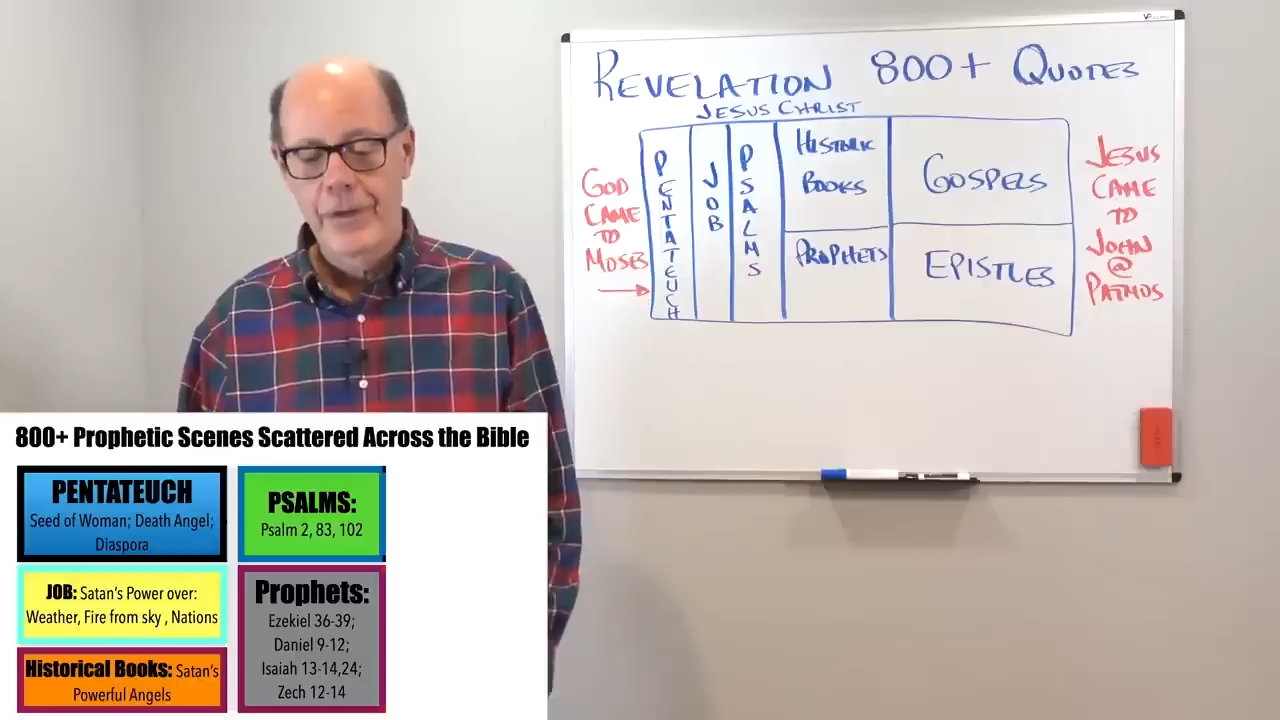 REVELATION 800+ QUOTES
JESUS CHRIST
GOD
CAME
TO
MOSES
PENTATEUCH
JOB
PSALMS
HISTORIC
BOOKS
PROPHETS
GOSPELS
EPISTLES
JESUS
CAME
TO
JOHN
@
PATMOS
800+ Prophetic Scenes Scattered Across the Bible
PENTATEUCH
Seed of Woman; Death Angel;
Diaspora
JOB: Satan's Power over:
Weather, Fire from sky , Nations
Historical Books: Satan's
Powerful Angels
PSALMS:
Psalm 2, 83, 102
Prophets:
Ezekiel 36-39;
Daniel 9-12;
Isaiah 13-14,24;
Zech 12-14